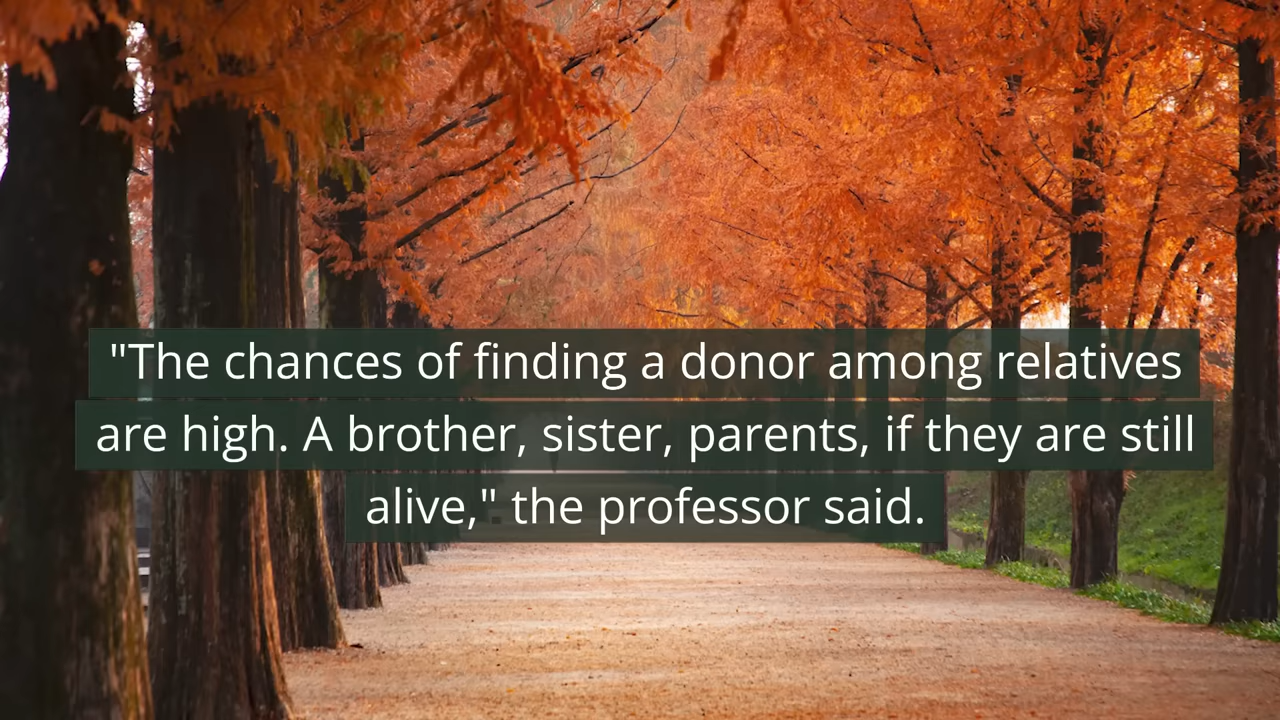 "The chances of finding a donor among relatives
are high. A brother, sister, parents, if they are still
alive," the professor said.